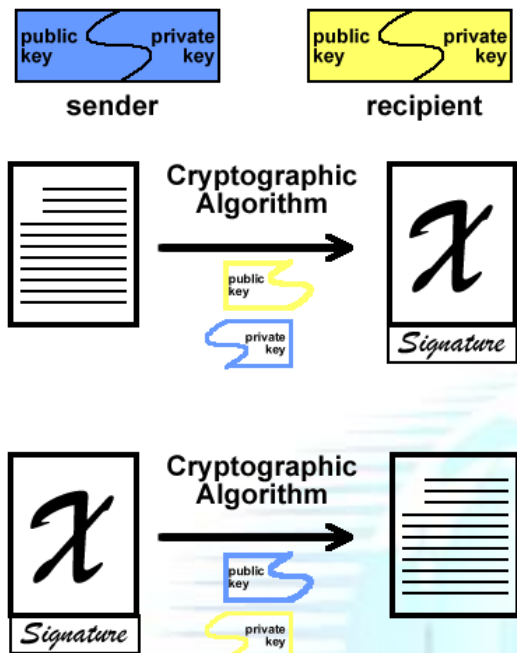 public private
key key
sender
public private
key key
recipient
Cryptographic
Algorithm
public
key
private
key
X
Signature
Cryptographic
Algorithm
public
key
private
key
X
Signature